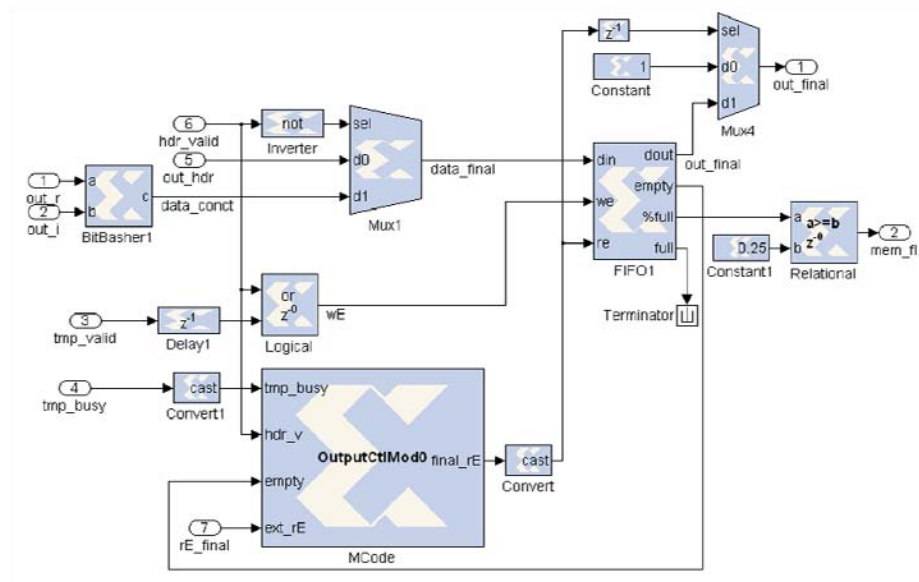 z-1
sel
Constant
1
d0
1
out_final
d1
Mux4
6
hdr_valid
not
Inverter
sel
5
out_hdr
d0
data_final
din
dout
out_final
1
out_r
a
c
data_conct
d1
Mux1
empty
2
out_i
b
BitBasher1
we
%full
a
a>=b
z-0
2
mem_fl
re
full
FIFO1
0.25
Constant1
b
Relational
or
z-0
Logical
wE
Terminator
3
tmp_valid
z-1
Delay1
4
tmp_busy
cast
Convert1
tmp_busy
hdr_v
OutputCtlMod0
final_rE
cast
Convert
empty
7
rE_final
ext_rE
MCode